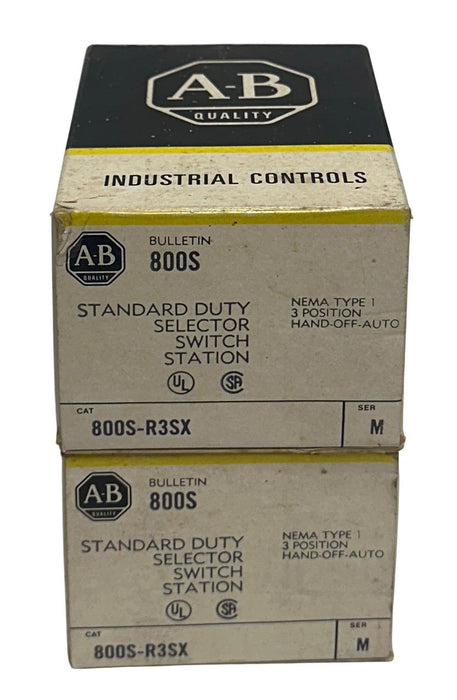 A-B
QUALITY
INDUSTRIAL CONTROLS
A-B
QUALITY
BULLETIN
800S
STANDARD DUTY
SELECTOR
SWITCH
STATION
NEMA TYPE 1
3 POSITION
HAND-OFF-AUTO
UL
SA
CAT
800S-R3SX
SER
M
A-B
QUALITY
BULLETIN
800S
STANDARD DUTY
SELECTOR
SWITCH
STATION
NEMA TYPE 1
3 POSITION
HAND-OFF-AUTO
UL
SA
CAT
800S-R3SX
SER
M